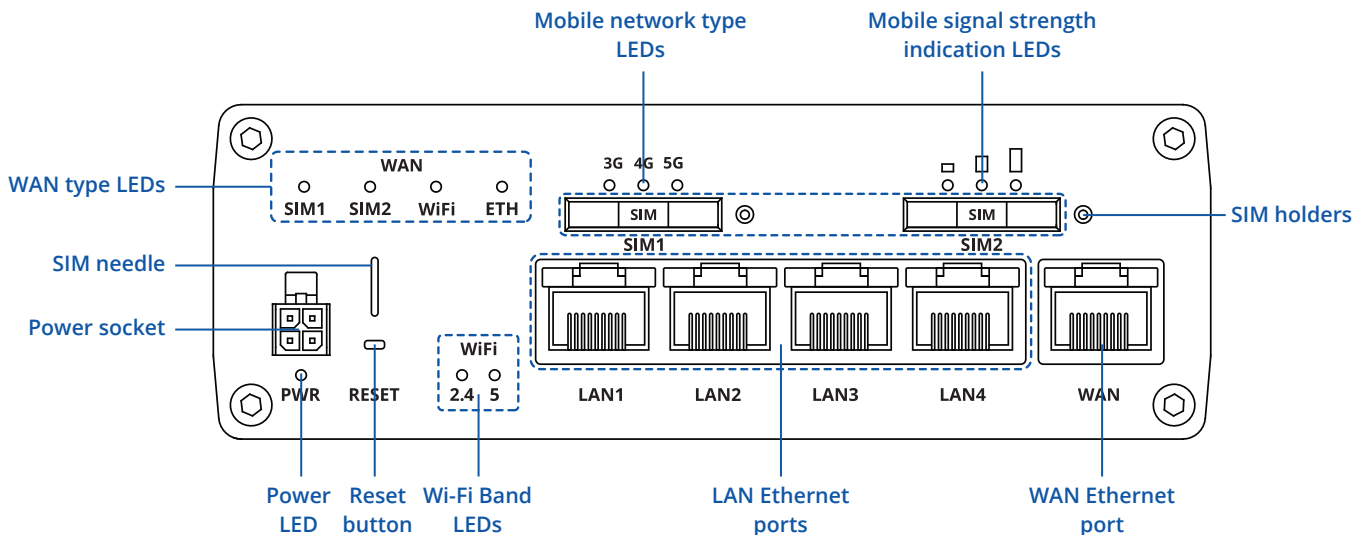 Mobile network type
LEDs
Mobile signal strength
indication LEDs
WAN
3G 4G 5G
WAN type LEDs
SIM1 SIM2 WiFi ETH
SIM SIM
SIM holders
SIM1 SIM2
SIM needle
Power socket
WiFi
PWR RESET 2.4 5 LAN1 LAN2 LAN3 LAN4 WAN
Power
LED
Reset
button
Wi-Fi Band
LEDs
LAN Ethernet
ports
WAN Ethernet
port